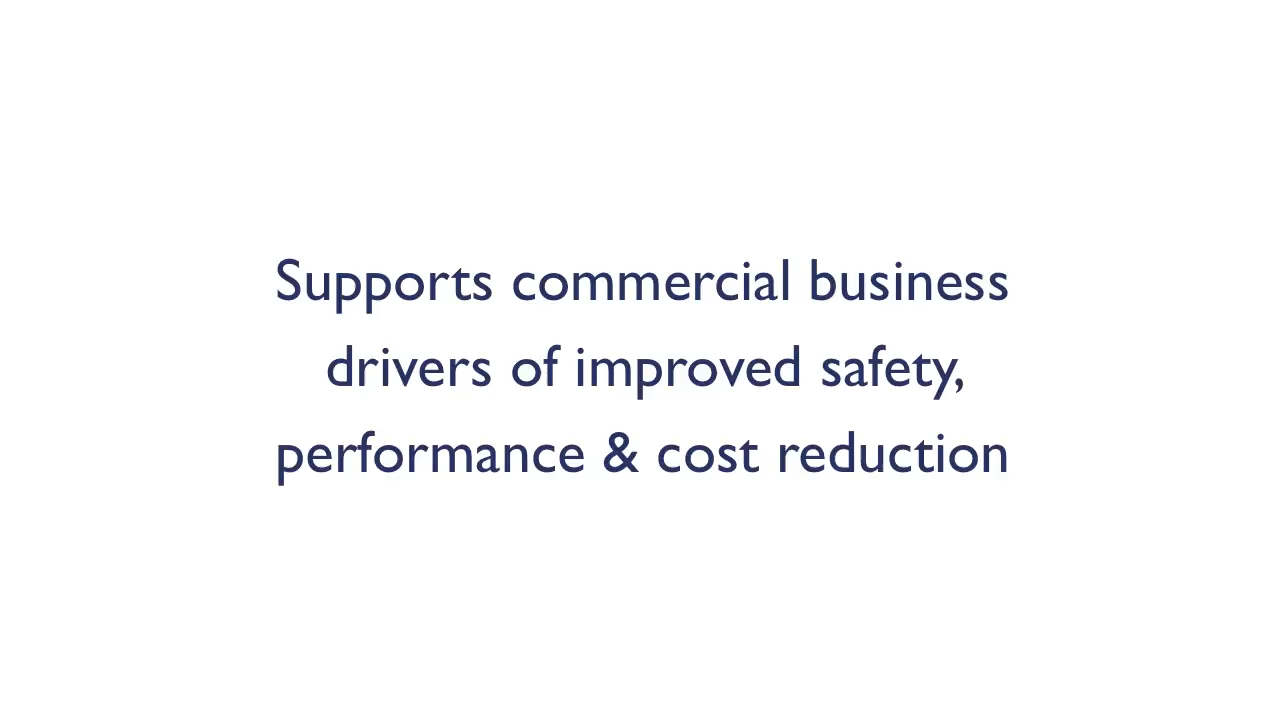 Supports commercial business
drivers of improved safety,
performance & cost reduction